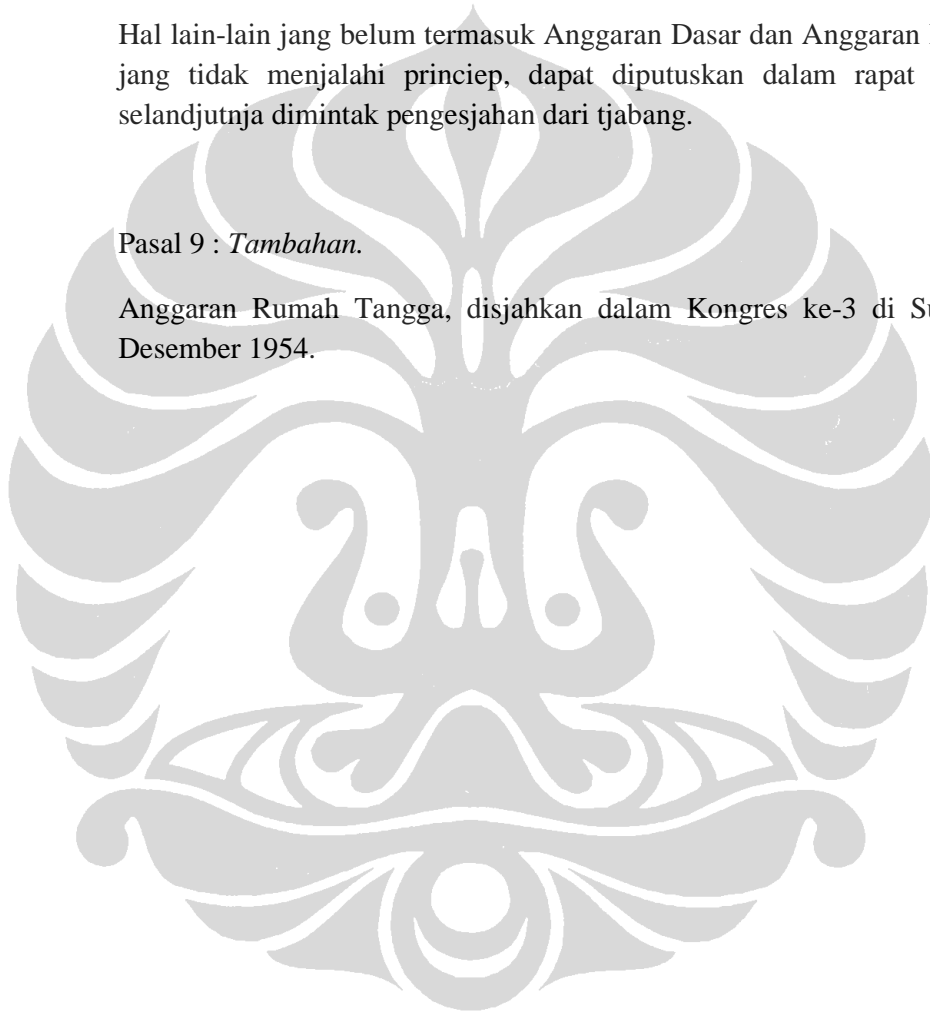 Hal lain-lain jang belum termasuk Anggaran Dasar dan Anggaran
jang tidak menjalahi princiep, dapat diputuskan dalam rapat
selandjutnja dimintak pengesjahan dari tjabang.
Pasal 9 : Tambahan.
Anggaran Rumah Tangga, disjahkan dalam Kongres ke-3 di
Desember 1954.